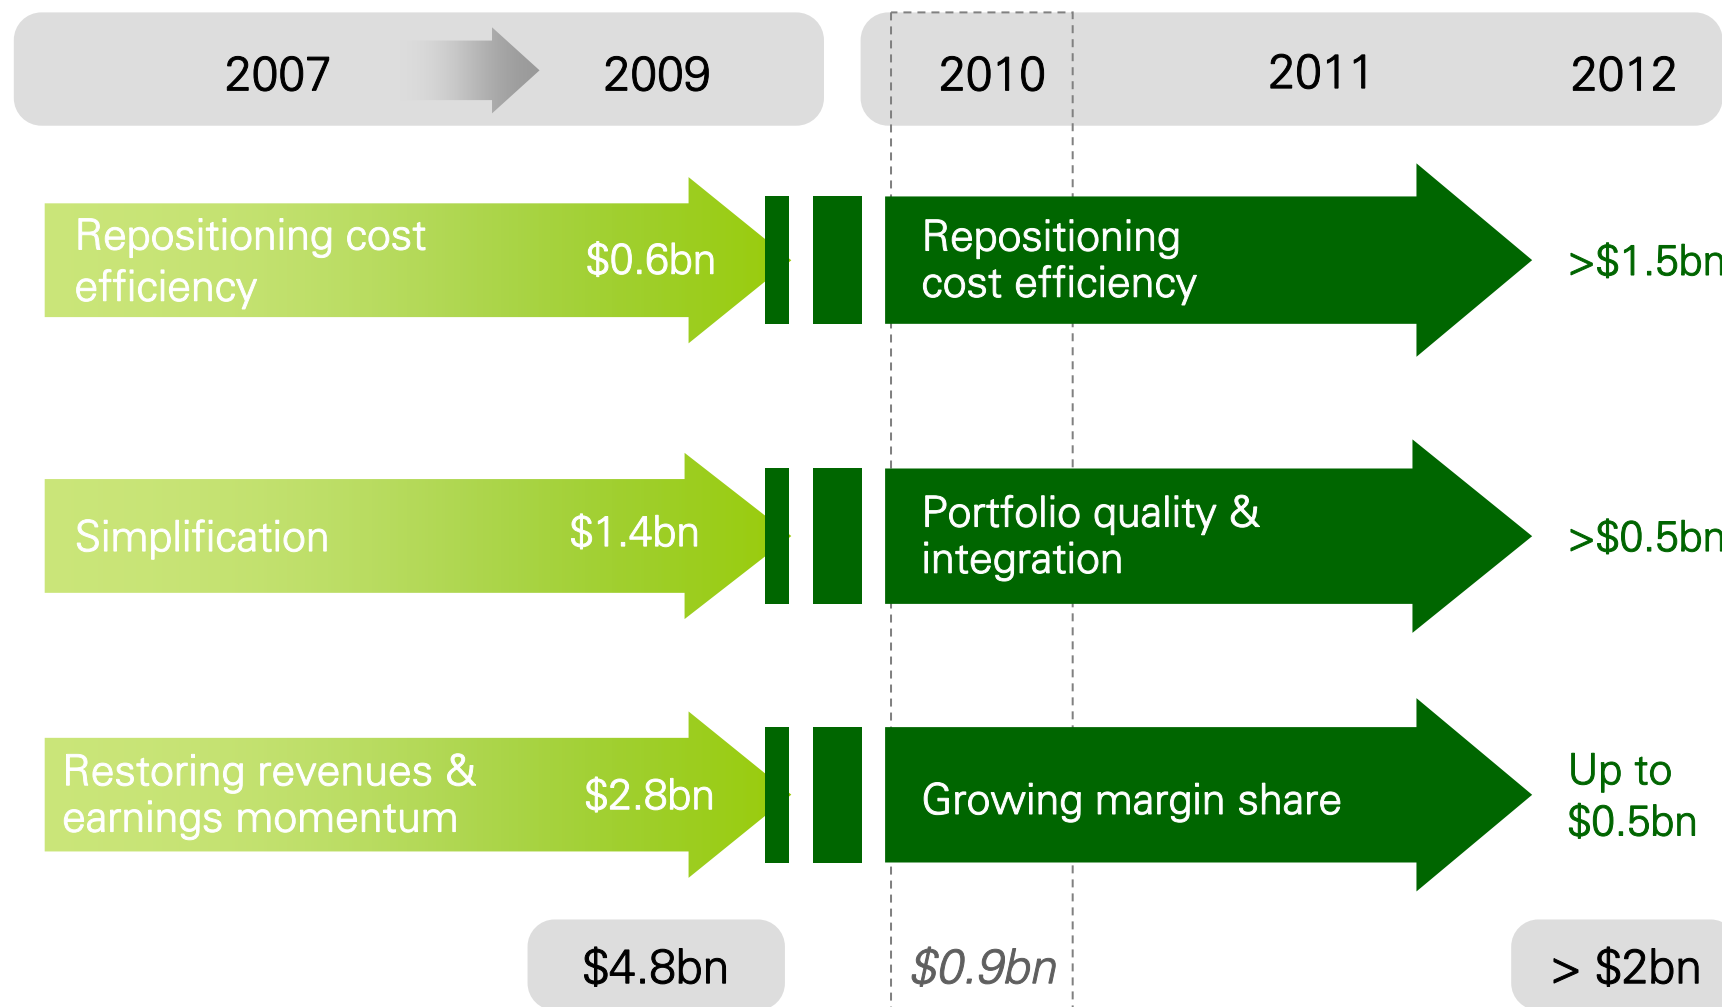 2007 2009 2010 2011 2012
Repositioning cost
efficiency
$0.6bn
Repositioning
cost efficiency
>$1.5bn
Simplification
$1.4bn
Portfolio quality &
integration
>$0.5bn
Restoring revenues &
earnings momentum
$2.8bn
Growing margin share
Up to
$0.5bn
$4.8bn $0.9bn > $2bn